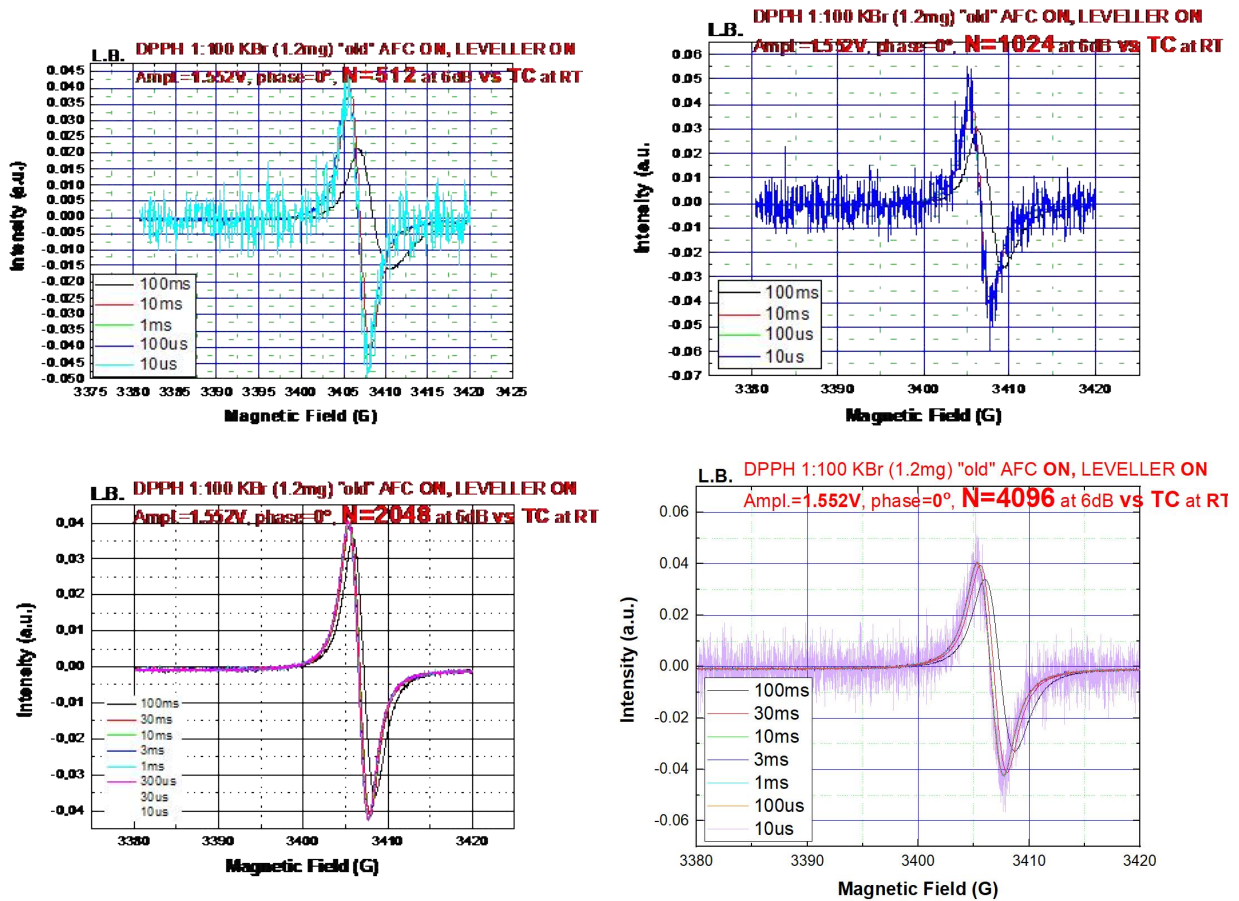 DPPH 1:100 KBr (1.2mg) "old" AFC ON, LEVELLER ON
L.B.
Ampl.=1.552V, phase=0°, N=512 at 6dB vs TC at RT
0.045
0.040
0.035
0.030
0.025
0.020
0.015
0.010
0.005
0.000
-0.005
-0.010
-0.015
-0.020
-0.025
-0.030
-0.035
-0.040
-0.045
-0.050
Intensity (a.u.)
100ms
10ms
1ms
100us
10us
3375 3380 3385 3390 3395 3400 3405 3410 3415 3420 3425
Magnetic Field (G)
DPPH 1:100 KBr (1.2mg) "old" AFC ON, LEVELLER ON
L.B.
Ampl.=1.552V, phase=0°, N=1024 at 6dB vs TC at RT
0.06
0.05
0.04
0.03
0.02
0.01
0.00
-0.01
-0.02
-0.03
-0.04
-0.05
-0.06
-0.07
Intensity (a.u.)
100ms
10ms
100us
10us
3380 3390 3400 3410 3420
Magnetic Field (G)
L.B. DPPH 1:100 KBr (1.2mg) "old" AFC ON, LEVELLER ON
Ampl.=1.552V, phase=0°, N=2048 at 6dB vs TC at RT
0,04
0,03
0,02
0,01
0,00
-0,01
-0,02
-0,03
-0,04
Intensity (a.u.)
100ms
30ms
10ms
3ms
1ms
300us
30us
10us
3380 3390 3400 3410 3420
Magnetic Field (G)
L.B. DPPH 1:100 KBr (1.2mg) "old" AFC ON, LEVELLER ON
Ampl.=1.552V, phase=0°, N=4096 at 6dB vs TC at RT
0.06
0.04
0.02
0.00
-0.02
-0.04
-0.06
Intensity (a.u.)
100ms
30ms
10ms
3ms
1ms
100us
10us
3380 3390 3400 3410 3420
Magnetic Field (G)